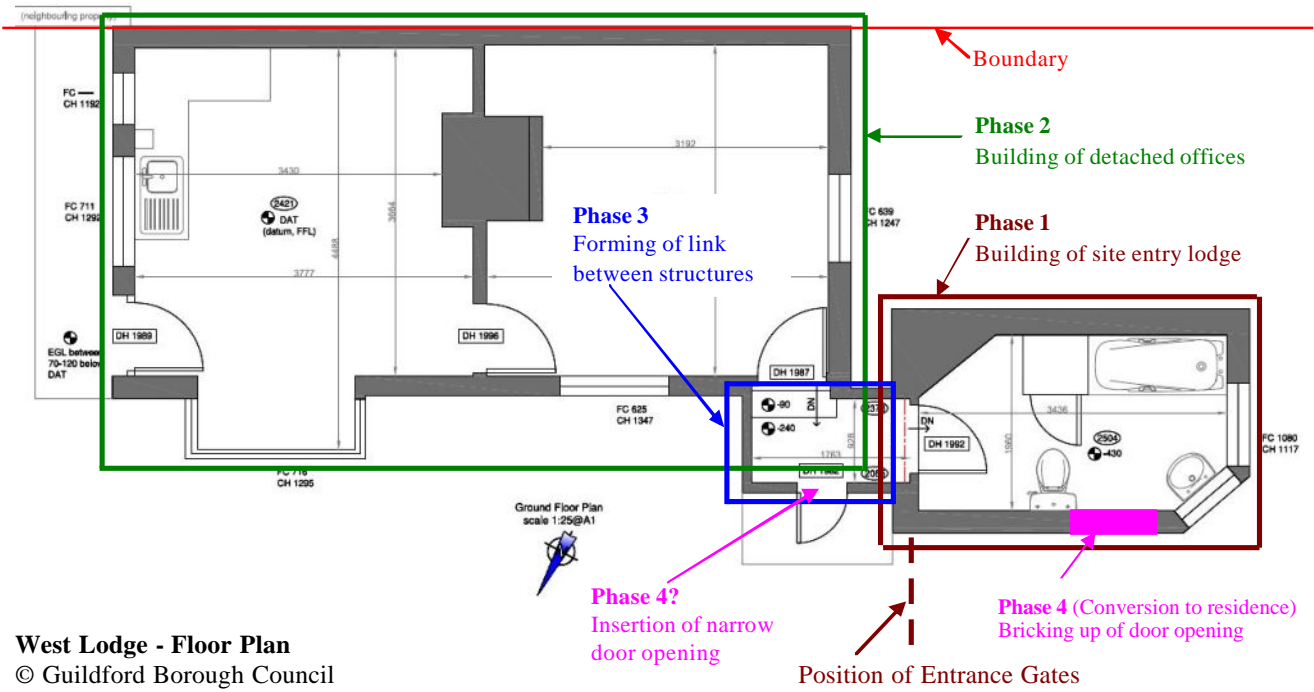 (neighbouring property)
Boundary
FC —
CH 1192
Phase 2
Building of detached offices
3192
3430
2421
DAT
(datum, FFL)
3664
4488
FC 711
CH 1292
Phase 3
Forming of link
between structures
FC 639
CH 1247
Phase 1
Building of site entry lodge
3777
DH 1989
DH 1996
EGL between
70-120 below
DAT
DH 1987
-90
DN
-240
928
1763
DN
DH 1992
3436
1960
2504
-430
FC 1080
CH 1117
FC 625
CH 1347
FC 716
CH 1295
DH 1982
Ground Floor Plan
scale 1:25@A1
Phase 4?
Insertion of narrow
door opening
Phase 4 (Conversion to residence)
Bricking up of door opening
West Lodge - Floor Plan
© Guildford Borough Council
Position of Entrance Gates